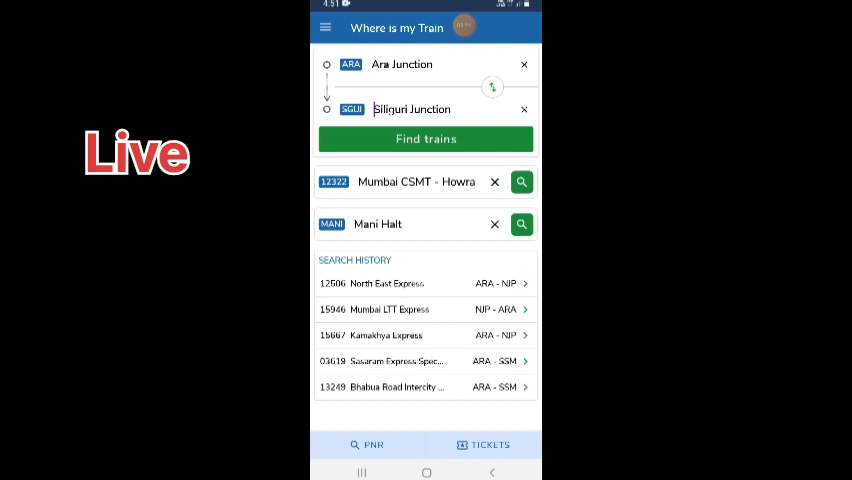 4:51
Where is my Train
ARA Ara Junction
SGUJ Siliguri Junction
Find trains
Live
12322 Mumbai CSMT - Howra
MANI Mani Halt
SEARCH HISTORY
12506 North East Express ARA - NJP
15946 Mumbai LTT Express NJP - ARA
15667 Kamakhya Express ARA - NJP
03619 Sasaram Express Spec... ARA - SSM
13249 Bhabua Road Intercity ... ARA - SSM
PNR TICKETS